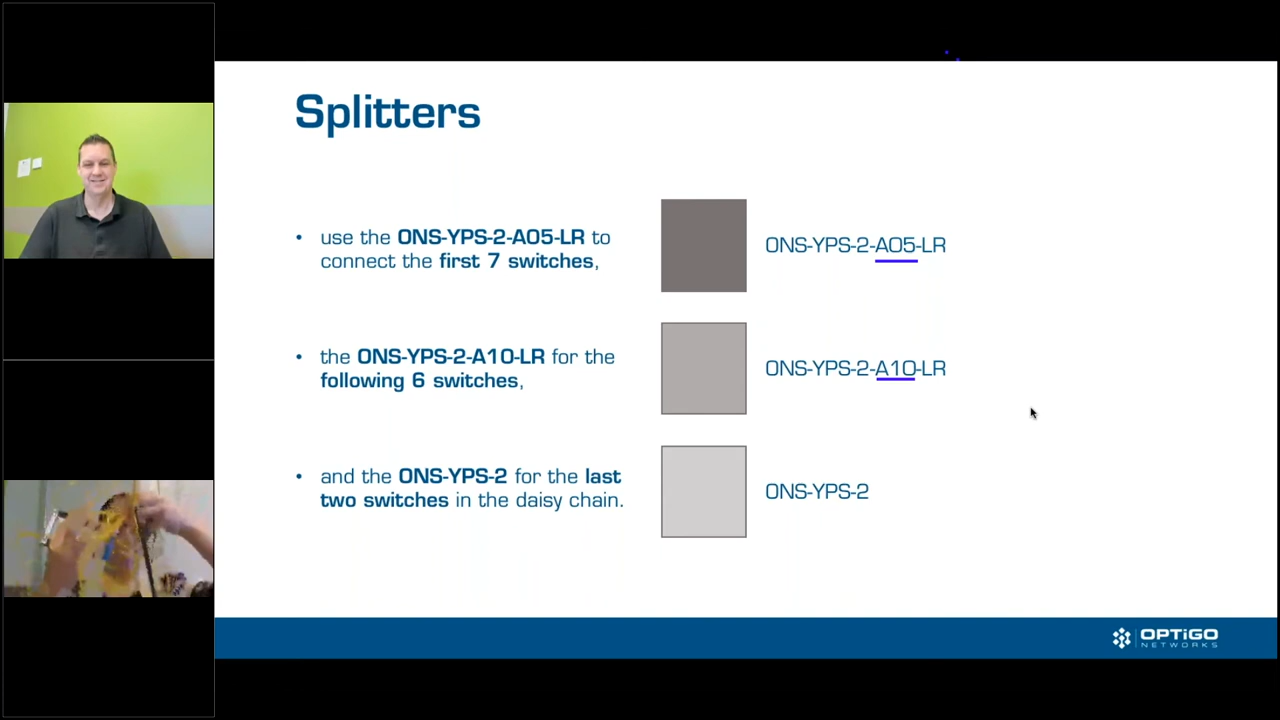 Splitters
• use the ONS-YPS-2-A05-LR to
connect the first 7 switches,
ONS-YPS-2-A05-LR
• the ONS-YPS-2-A10-LR for the
following 6 switches,
ONS-YPS-2-A10-LR
• and the ONS-YPS-2 for the last
two switches in the daisy chain.
ONS-YPS-2
OPTiGO
NETWORKS